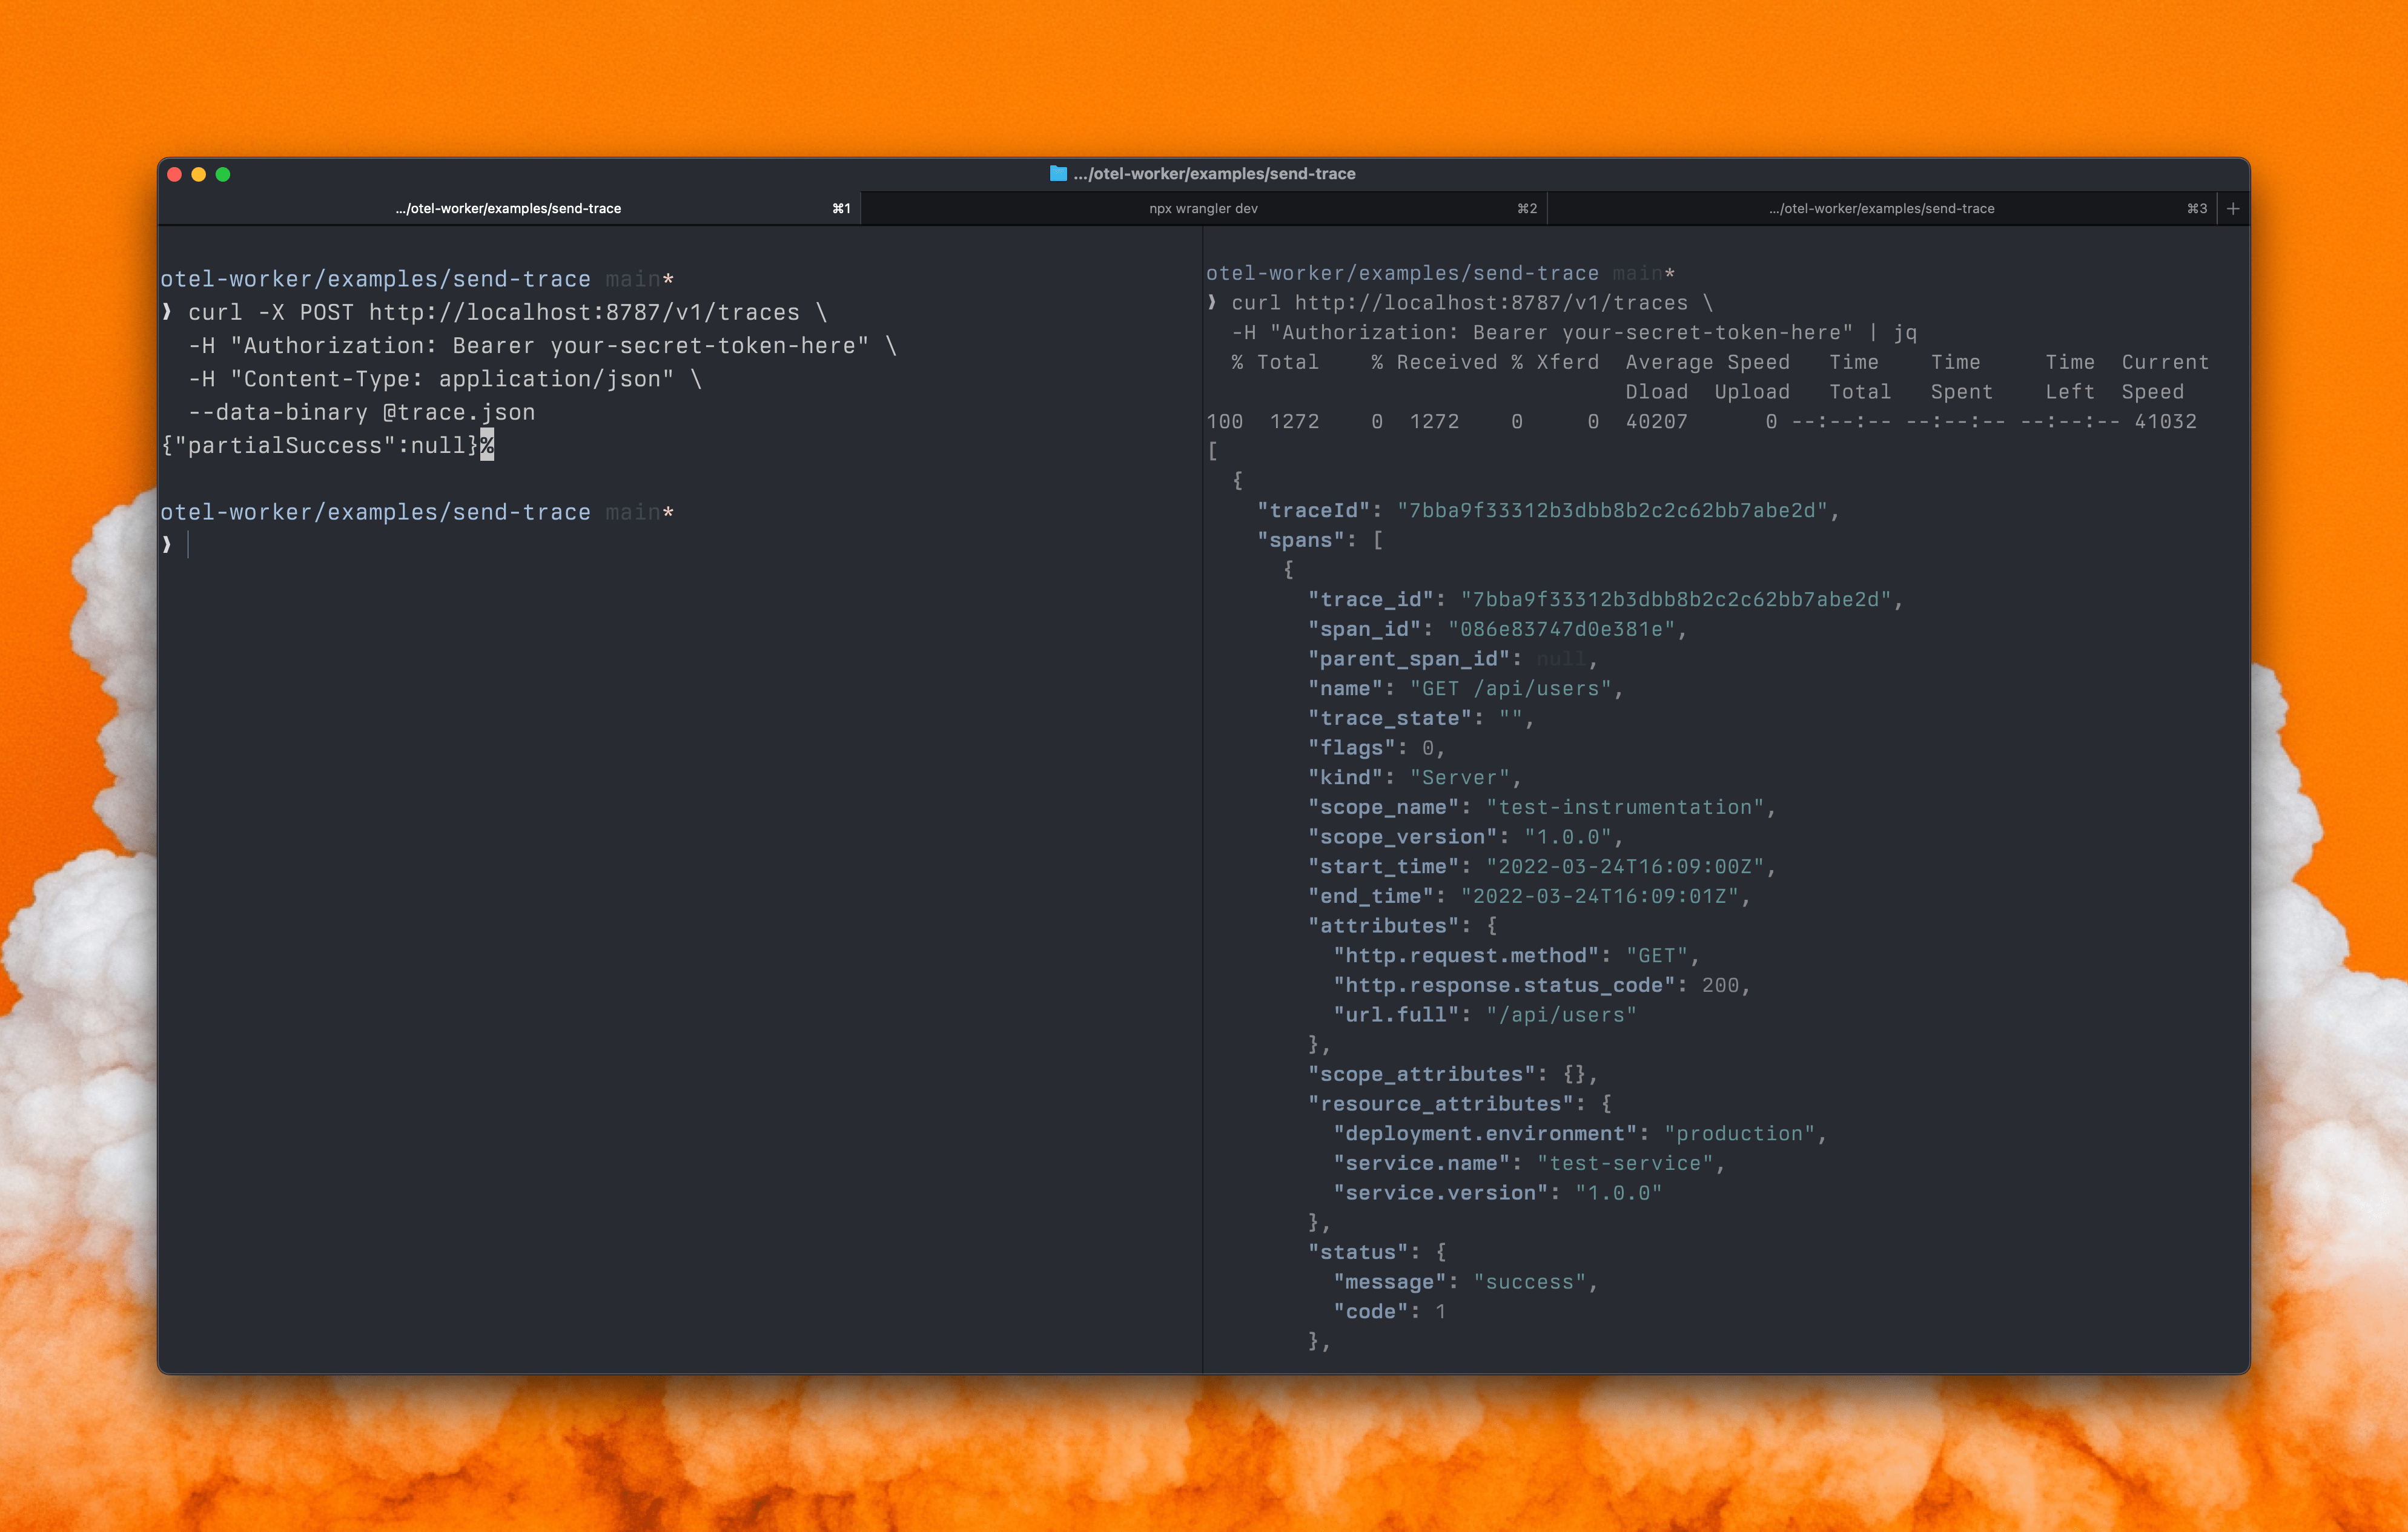 .../otel-worker/examples/send-trace
.../otel-worker/examples/send-trace ⌘1
npx wrangler dev ⌘2
.../otel-worker/examples/send-trace ⌘3 +
otel-worker/examples/send-trace main*
❱ curl -X POST http://localhost:8787/v1/traces \
-H "Authorization: Bearer your-secret-token-here" \
-H "Content-Type: application/json" \
--data-binary @trace.json
{"partialSuccess":null}%
otel-worker/examples/send-trace main*
❱
otel-worker/examples/send-trace main*
❱ curl http://localhost:8787/v1/traces \
-H "Authorization: Bearer your-secret-token-here" | jq
% Total % Received % Xferd Average Speed Time Time Time Current
Dload Upload Total Spent Left Speed
100 1272 0 1272 0 0 40207 0 --:--:-- --:--:-- --:--:-- 41032
[
{
"traceId": "7bba9f33312b3dbb8b2c2c62bb7abe2d",
"spans": [
{
"trace_id": "7bba9f33312b3dbb8b2c2c62bb7abe2d",
"span_id": "086e83747d0e381e",
"parent_span_id": null,
"name": "GET /api/users",
"trace_state": "",
"flags": 0,
"kind": "Server",
"scope_name": "test-instrumentation",
"scope_version": "1.0.0",
"start_time": "2022-03-24T16:09:00Z",
"end_time": "2022-03-24T16:09:01Z",
"attributes": {
"http.request.method": "GET",
"http.response.status_code": 200,
"url.full": "/api/users"
},
"scope_attributes": {},
"resource_attributes": {
"deployment.environment": "production",
"service.name": "test-service",
"service.version": "1.0.0"
},
"status": {
"message": "success",
"code": 1
},